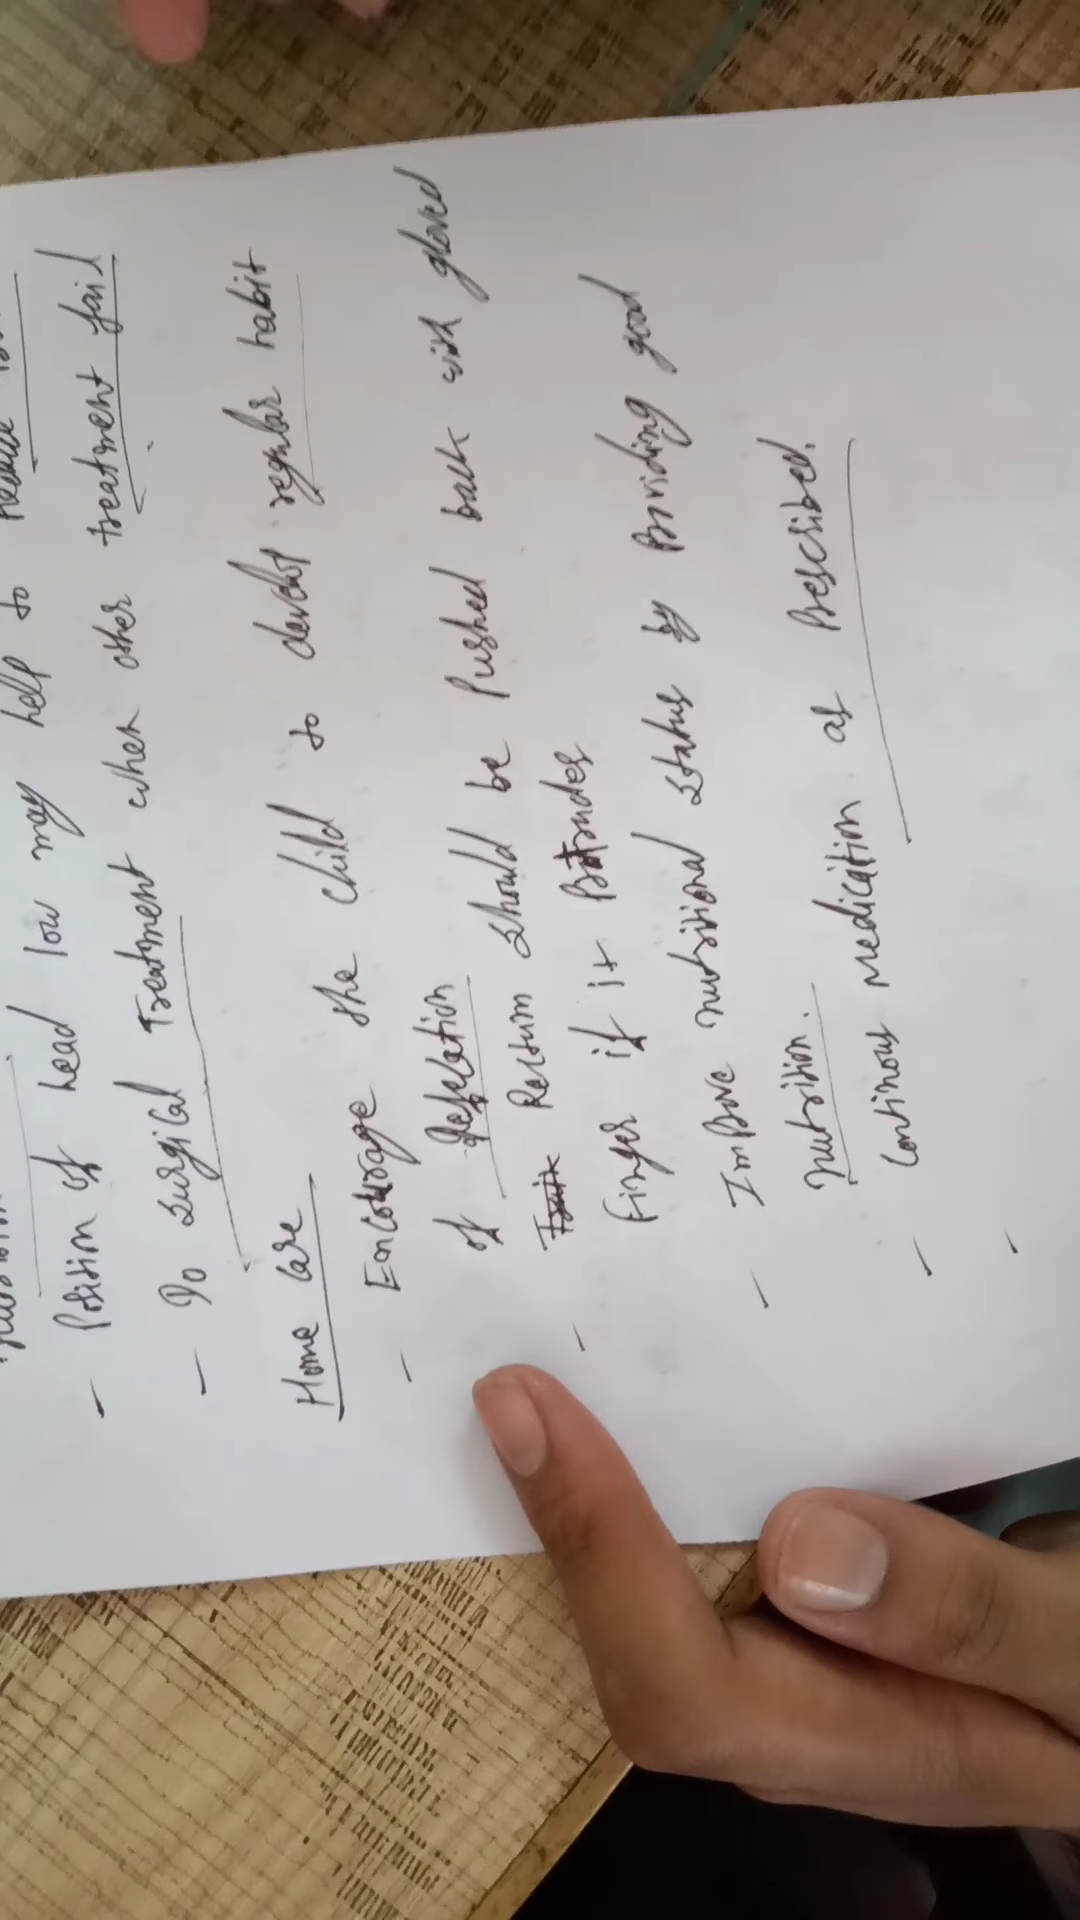 - Position of head low may help to
- Do surgical Treatment when other treatment fail
Home Care
- Encourage the child to devlop regular habit
of defecation
- Rectum should be Pushed back with gloved
finger if it Protrudes
- Improve nutritional status by Providing good
nutrition.
- Continous Medication as Prescribed.
-